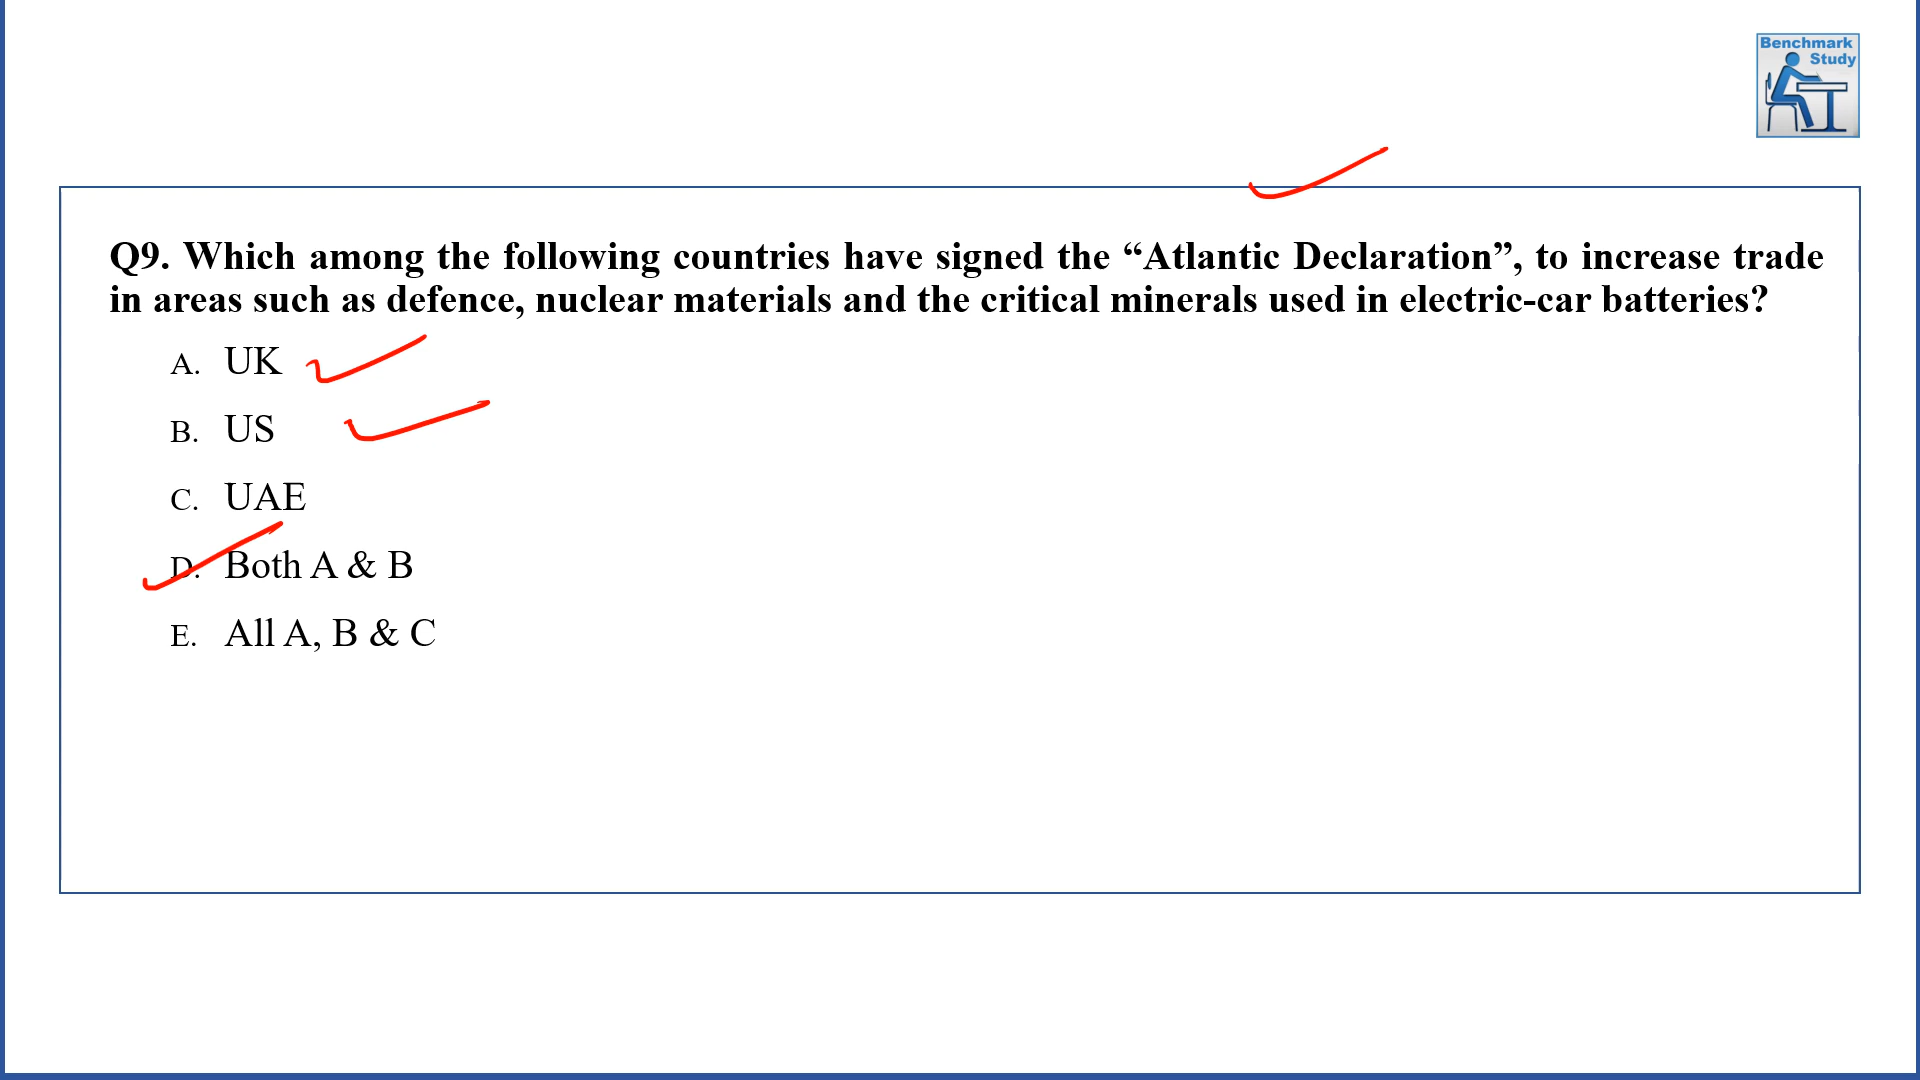 Benchmark
Study
Q9. Which among the following countries have signed the “Atlantic Declaration”, to increase trade
in areas such as defence, nuclear materials and the critical minerals used in electric-car batteries?
A. UK
B. US
C. UAE
D. Both A & B
E. All A, B & C